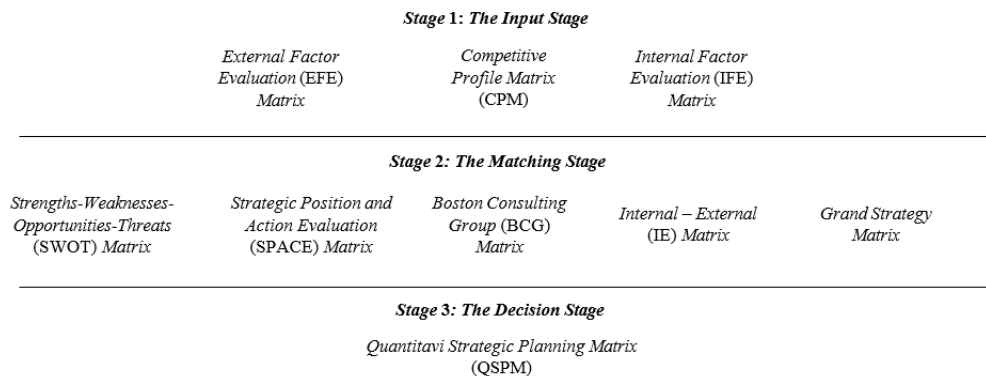 Stage 1: The Input Stage
External Factor
Evaluation (EFE)
Matrix
Competitive
Profile Matrix
(CPM)
Internal Factor
Evaluation (IFE)
Matrix
Stage 2: The Matching Stage
Strengths-Weaknesses-
Opportunities-Threats
(SWOT) Matrix
Strategic Position and
Action Evaluation
(SPACE) Matrix
Boston Consulting
Group (BCG)
Matrix
Internal – External
(IE) Matrix
Grand Strategy
Matrix
Stage 3: The Decision Stage
Quantitavi Strategic Planning Matrix
(QSPM)